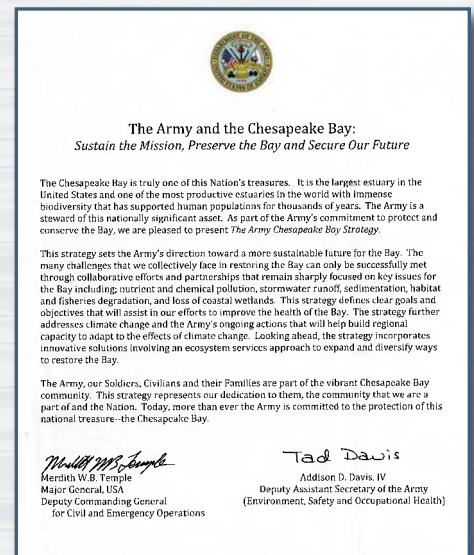 The Army and the Chesapeake Bay:
Sustain the Mission, Preserve the Bay and Secure Our Future
The Chesapeake Bay is truly one of this Nation's treasures. It is the largest estuary in the
United States and one of the most productive estuaries in the world with immense
biodiversity that has supported human populations for thousands of years. The Army is a
steward of this nationally significant asset. As part of the Army's commitment to protect and
conserve the Bay, we are pleased to present The Army Chesapeake Bay Strategy.
This strategy sets the Army's direction toward a more sustainable future for the Bay. The
many challenges that we collectively face in restoring the Bay can only be successfully met
through collaborative efforts and partnerships that remain sharply focused on key issues for
the Bay including; nutrient and chemical pollution, stormwater runoff, sedimentation, habitat
and fisheries degradation, and loss of coastal wetlands. This strategy defines clear goals and
objectives that will assist in our efforts to improve the health of the Bay. The strategy further
addresses climate change and the Army's ongoing actions that will help build regional
capacity to adapt to the effects of climate change. Looking ahead, the strategy incorporates
innovative solutions involving an ecosystem services approach to expand and diversify ways
to restore the Bay.
The Army, our Soldiers, Civilians and their Families are part of the vibrant Chesapeake Bay
community. This strategy represents our dedication to them, the community that we are a
part of and the Nation. Today, more than ever the Army is committed to the protection of this
national treasure--the Chesapeake Bay.
Tad Davis
Meredith W.B. Temple
Major General, USA
Deputy Commanding General
for Civil and Emergency Operations
Addison D. Davis, IV
Deputy Assistant Secretary of the Army
(Environment, Safety and Occupational Health)